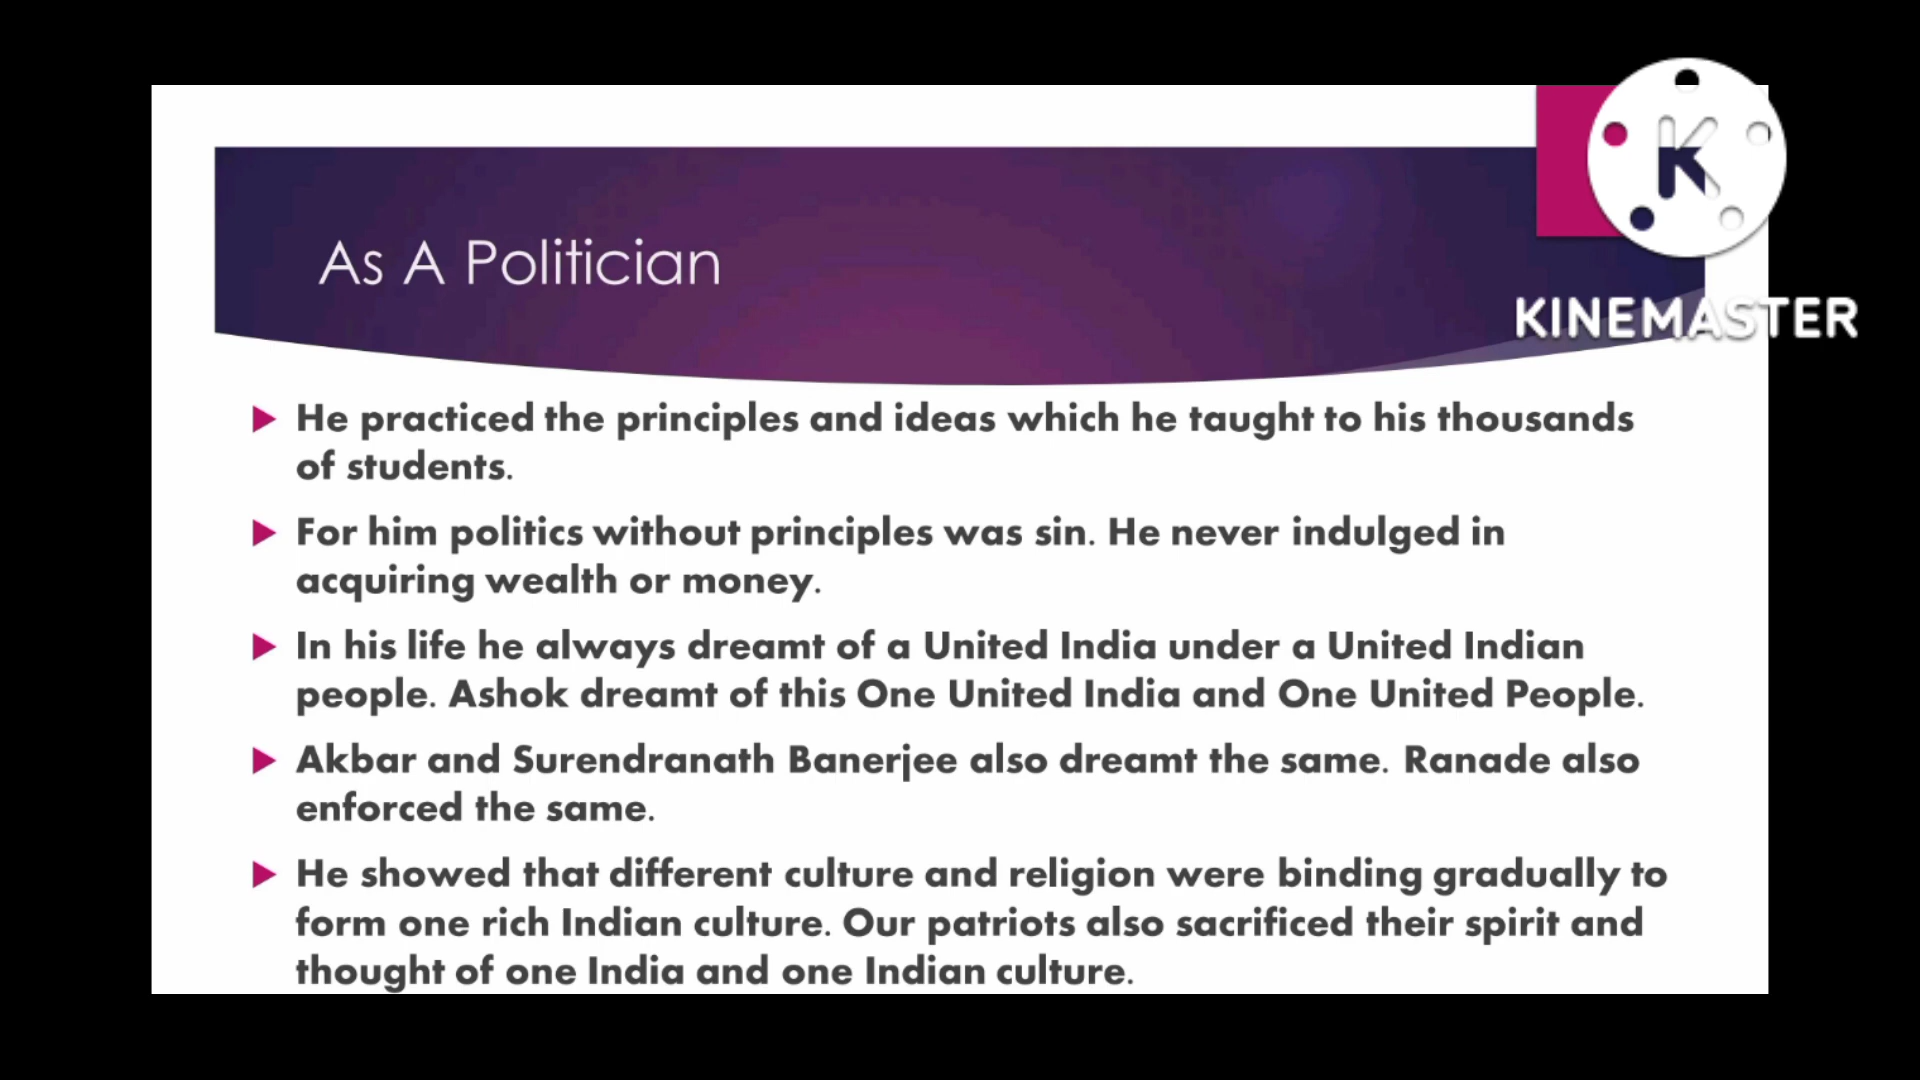 K
KINEMASTER
As A Politician
He practiced the principles and ideas which he taught to his thousands
of students.
For him politics without principles was sin. He never indulged in
acquiring wealth or money.
In his life he always dreamt of a United India under a United Indian
people. Ashok dreamt of this One United India and One United People.
Akbar and Surendranath Banerjee also dreamt the same. Ranade also
enforced the same.
He showed that different culture and religion were binding gradually to
form one rich Indian culture. Our patriots also sacrificed their spirit and
thought of one India and one Indian culture.